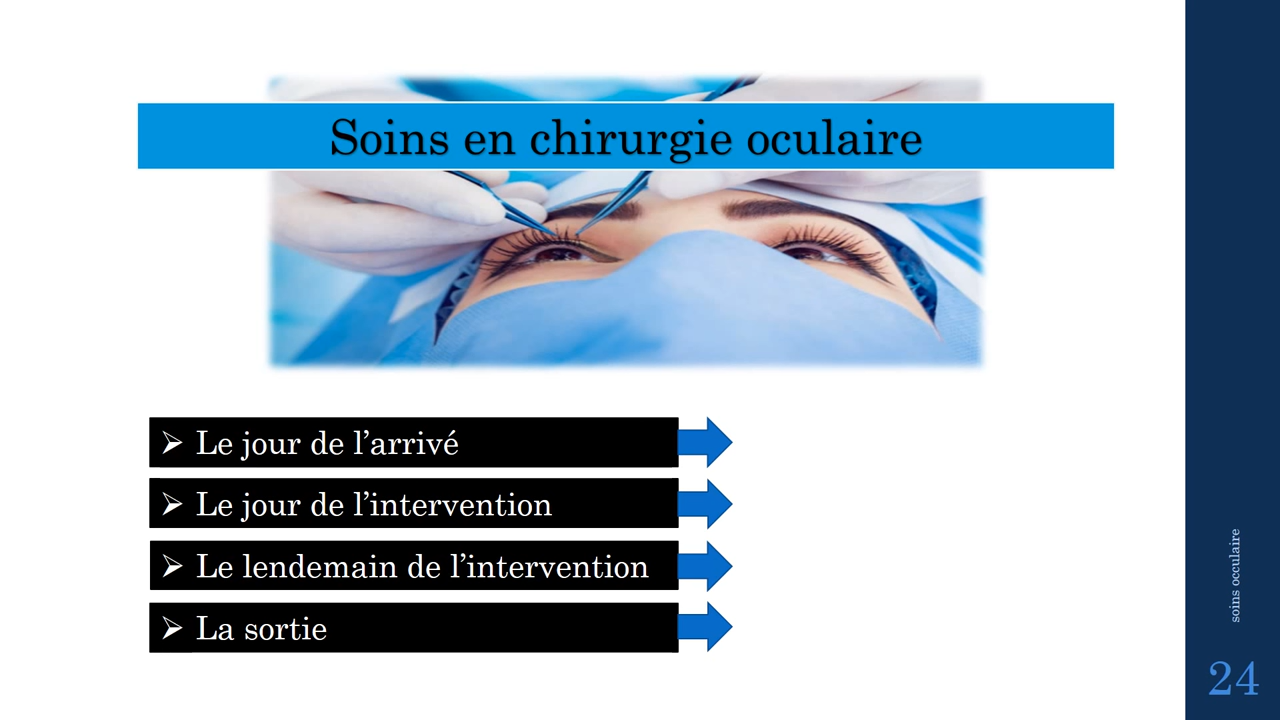 Soins en chirurgie oculaire
➢ Le jour de l’arrivé
➢ Le jour de l’intervention
➢ Le lendemain de l’intervention
➢ La sortie
soins occulaire
24